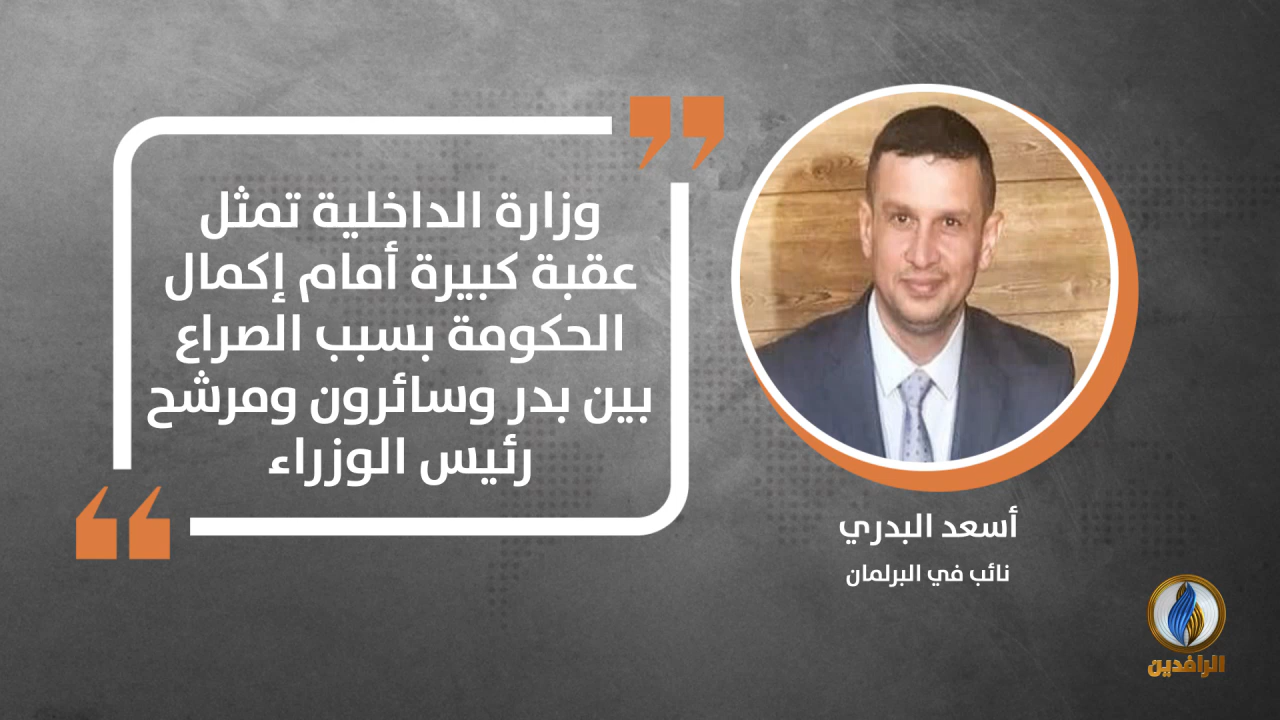 وزارة الداخلية تمثل
عقبة كبيرة أمام إكمال
الحكومة بسبب الصراع
بين بدر وسائرون ومرشح
رئيس الوزراء
أسعد البدري
نائب في البرلمان
الرافدين